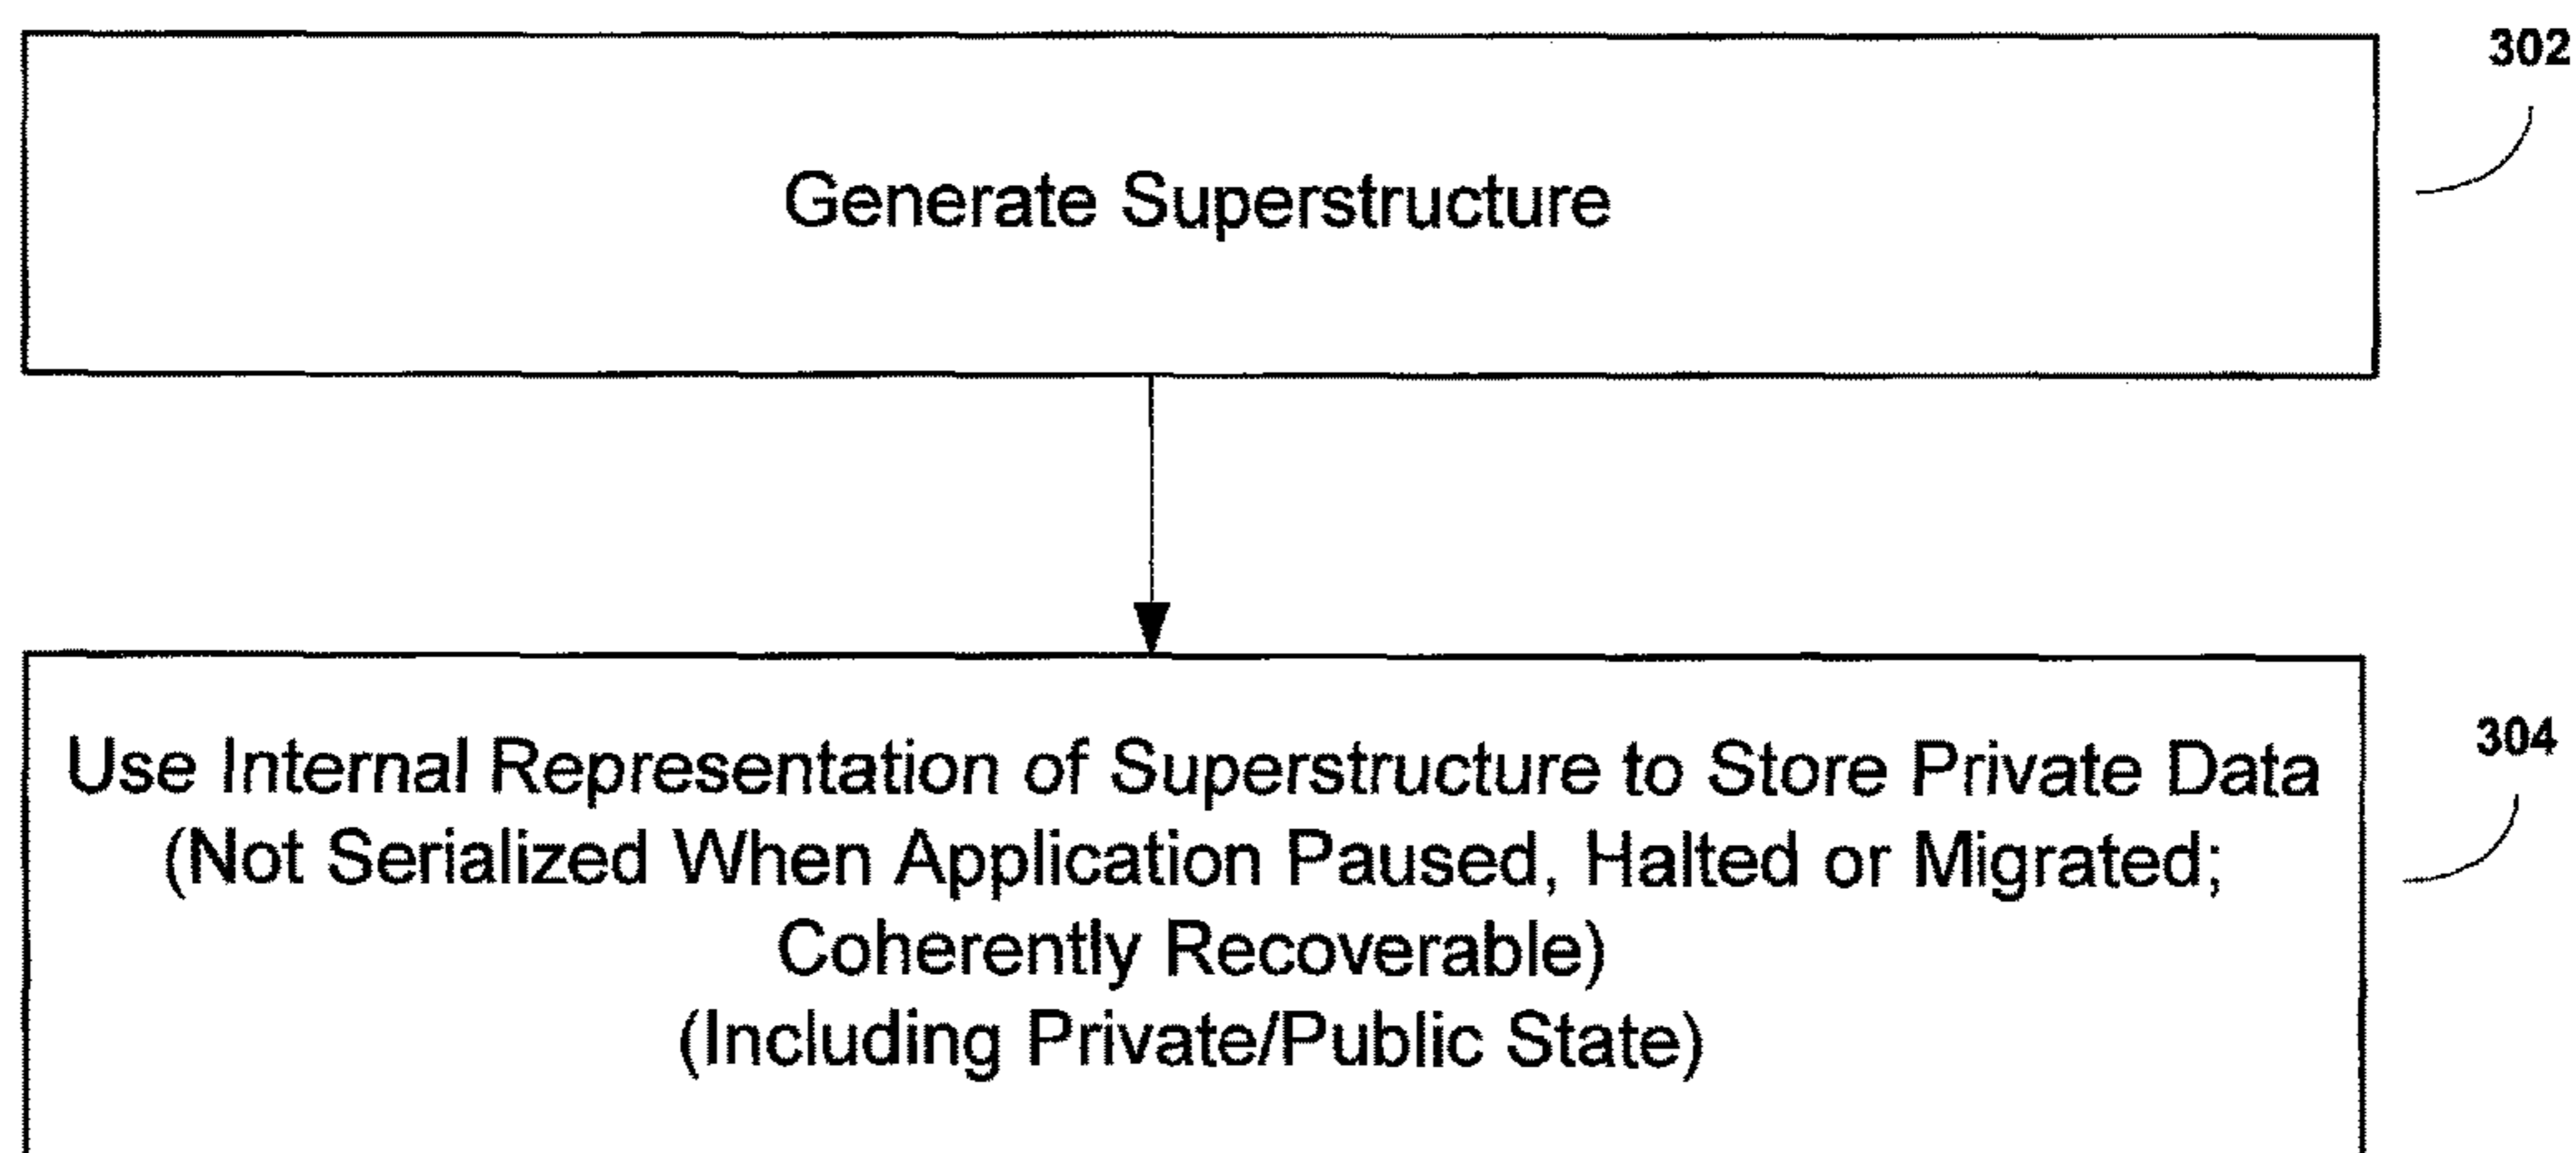 302
Generate Superstructure
Use Internal Representation of Superstructure to Store Private Data
304
(Not Serialized When Application Paused, Halted or Migrated;
Coherently Recoverable)
(Including Private/Public State)